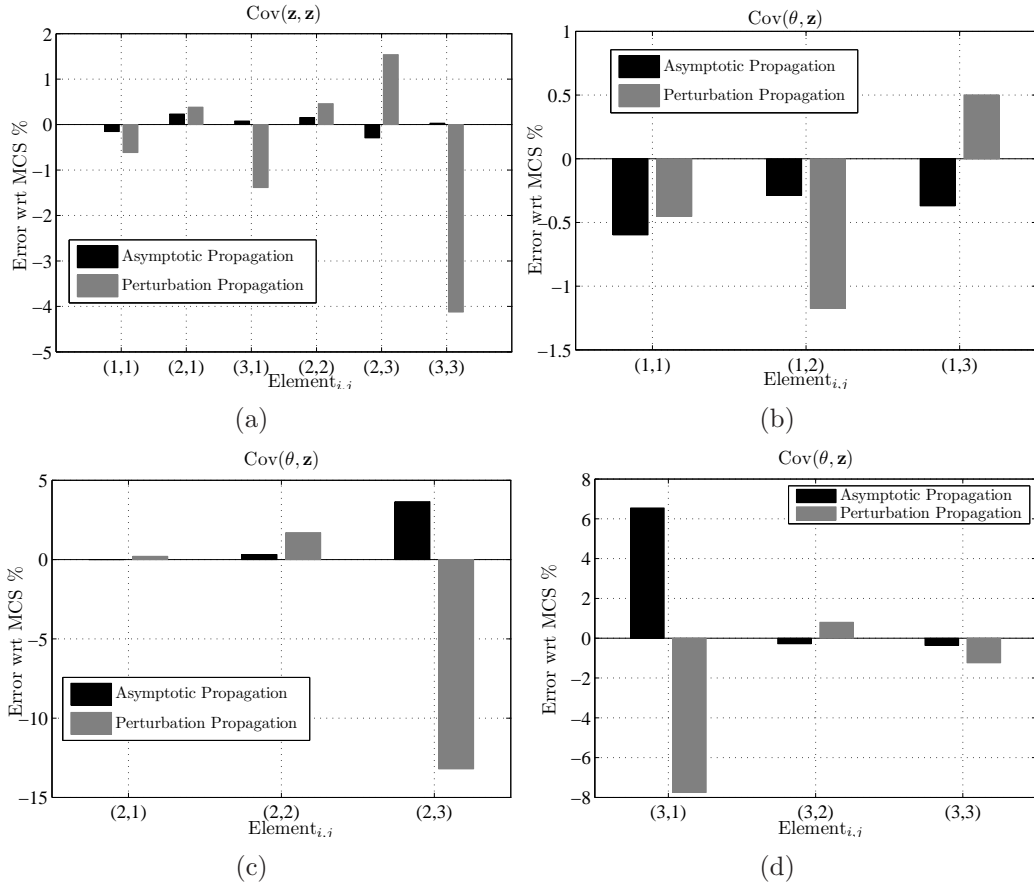 Cov(z, z)
2
1
0
−1
−2
−3
−4
−5
Error wrt MCS %
Asymptotic Propagation
Perturbation Propagation
(1,1) (2,1) (3,1) (2,2) (2,3) (3,3)
Element i,j
(a)
Cov(θ, z)
1
0.5
0
−0.5
−1
−1.5
Error wrt MCS %
Asymptotic Propagation
Perturbation Propagation
(1,1) (1,2) (1,3)
Element i,j
(b)
Cov(θ, z)
5
0
−5
−10
−15
Error wrt MCS %
Asymptotic Propagation
Perturbation Propagation
(2,1) (2,2) (2,3)
Element i,j
(c)
Cov(θ, z)
8
6
4
2
0
−2
−4
−6
−8
Error wrt MCS %
Asymptotic Propagation
Perturbation Propagation
(3,1) (3,2) (3,3)
Element i,j
(d)